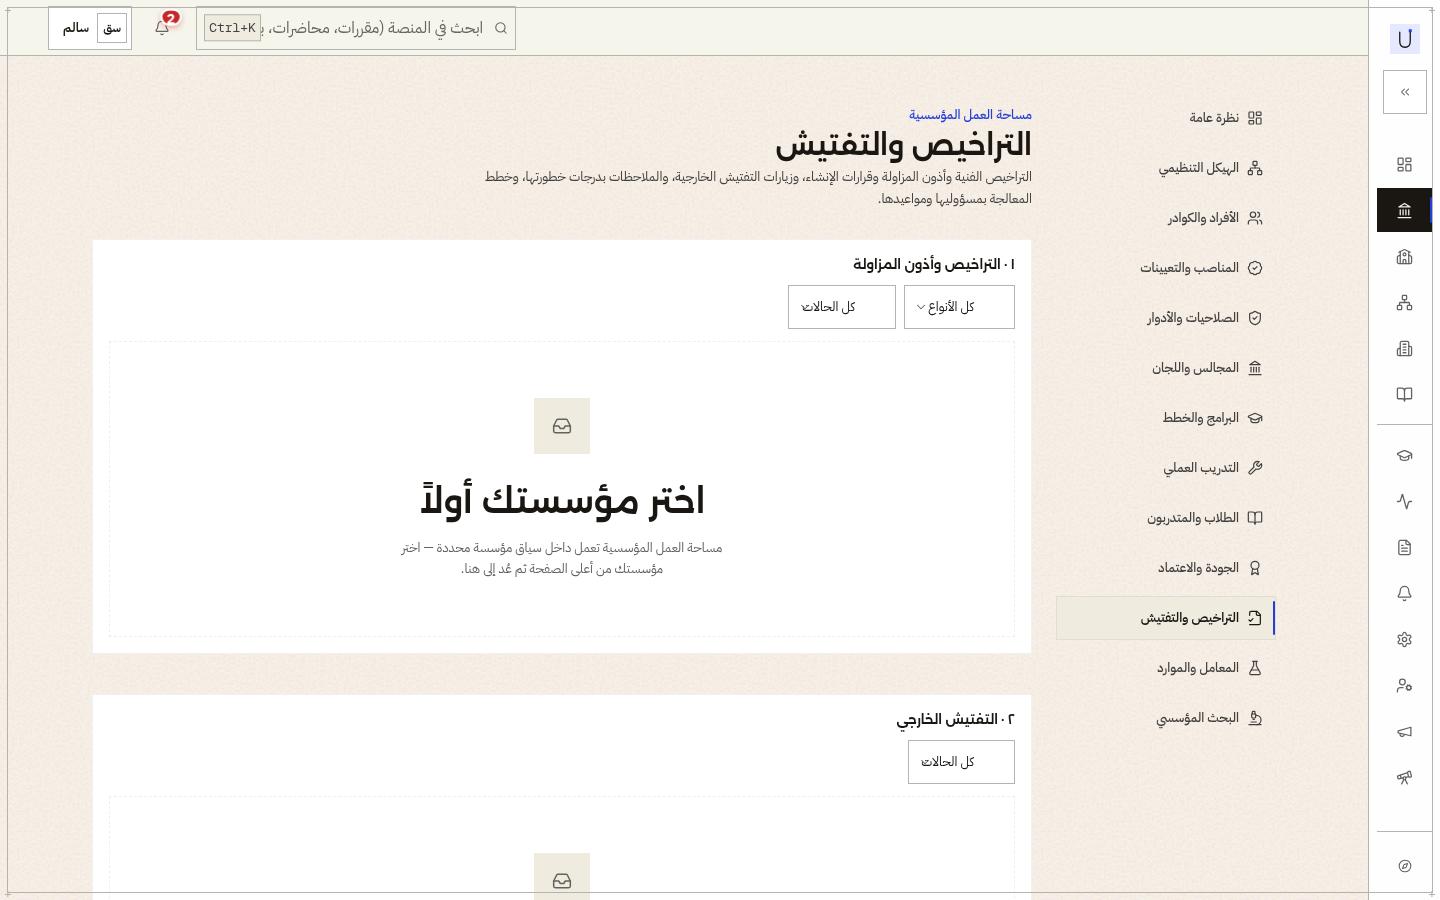 ابحث في المنصة (مقررات، محاضرات،
Ctrl+K
2
سق
سالم
نظرة عامة
الهيكل التنظيمي
الأفراد والكوادر
المناصب والتعيينات
الصلاحيات والأدوار
المجالس واللجان
البرامج والخطط
التدريب العملي
الطلاب والمتدربون
الجودة والاعتماد
التراخيص والتفتيش
المعامل والموارد
البحث المؤسسي
مساحة العمل المؤسسية
التراخيص والتفتيش
التراخيص الفنية وأذون المزاولة وقرارات الإنشاء، وزيارات التفتيش الخارجية، والملاحظات بدرجات خطورتها، وخطط
المعالجة بمسؤوليها ومواعيدها.
٠١ · التراخيص وأذون المزاولة
كل الأنواع
كل الحالات
اختر مؤسستك أولاً
مساحة العمل المؤسسية تعمل داخل سياق مؤسسة محددة — اختر
مؤسستك من أعلى الصفحة ثم عُد إلى هنا.
٠٢ · التفتيش الخارجي
كل الحالات